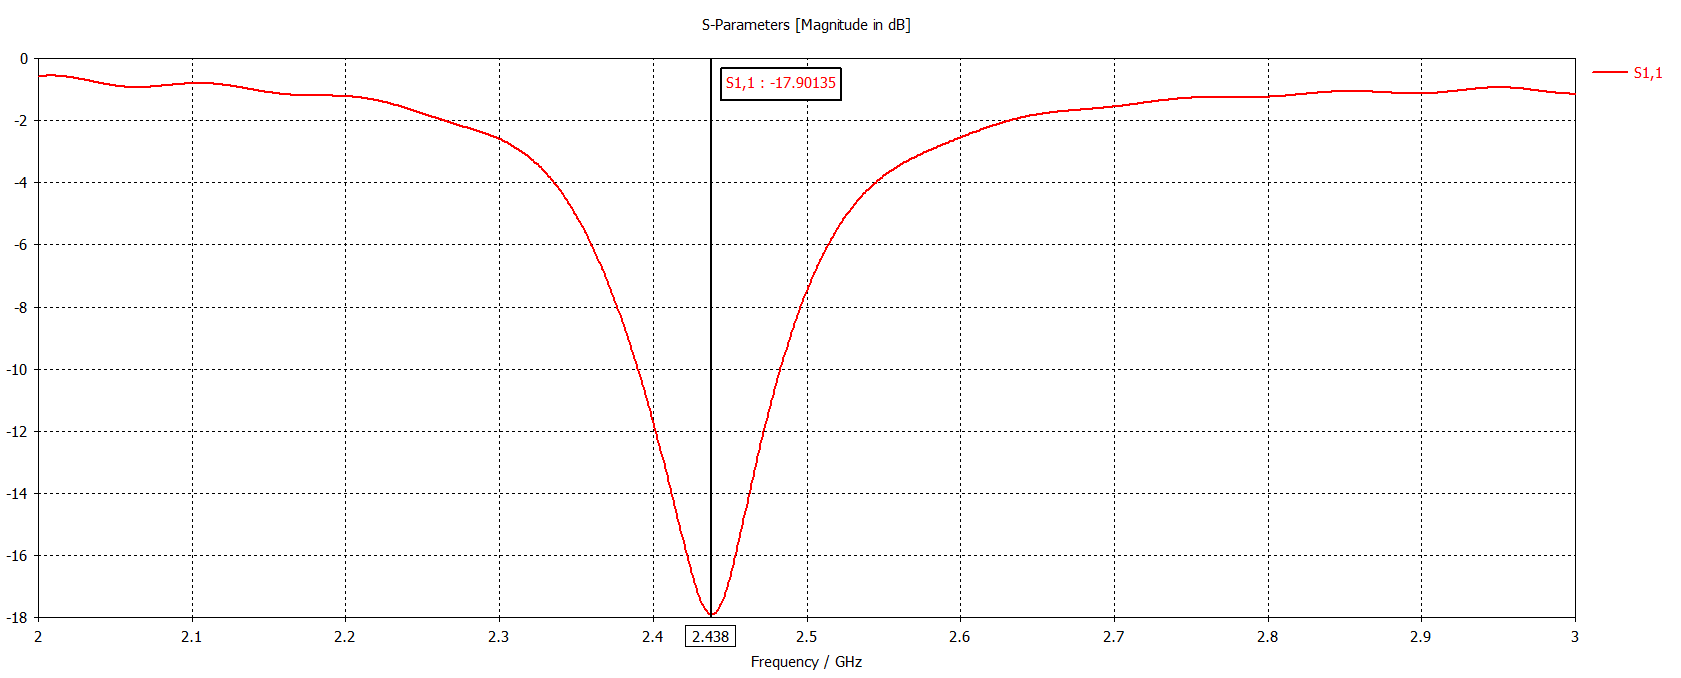 S-Parameters [Magnitude in dB]
S1,1 : -17.90135
S1,1
0
-2
-4
-6
-8
-10
-12
-14
-16
-18
2 2.1 2.2 2.3 2.4 2.438 2.5 2.6 2.7 2.8 2.9 3
Frequency / GHz